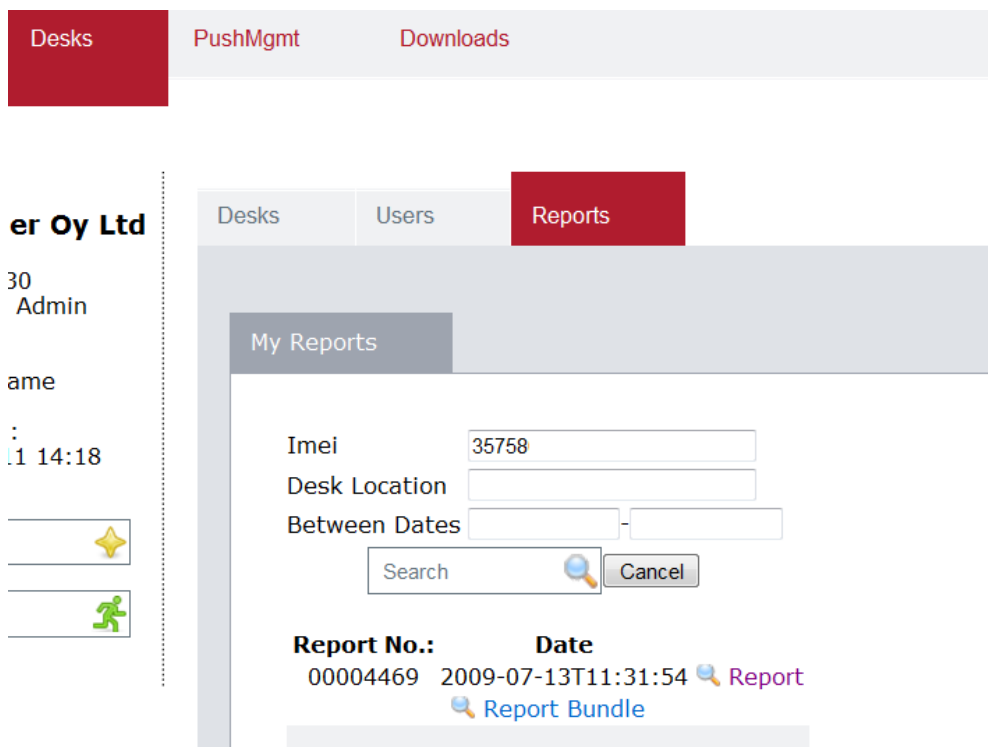 Desks PushMgmt Downloads
er Oy Ltd
30
Admin
ame
:
11 14:18
Desks Users Reports
My Reports
Imei 35758
Desk Location
Between Dates -
Search Cancel
Report No.: Date
00004469 2009-07-13T11:31:54 Report
Report Bundle